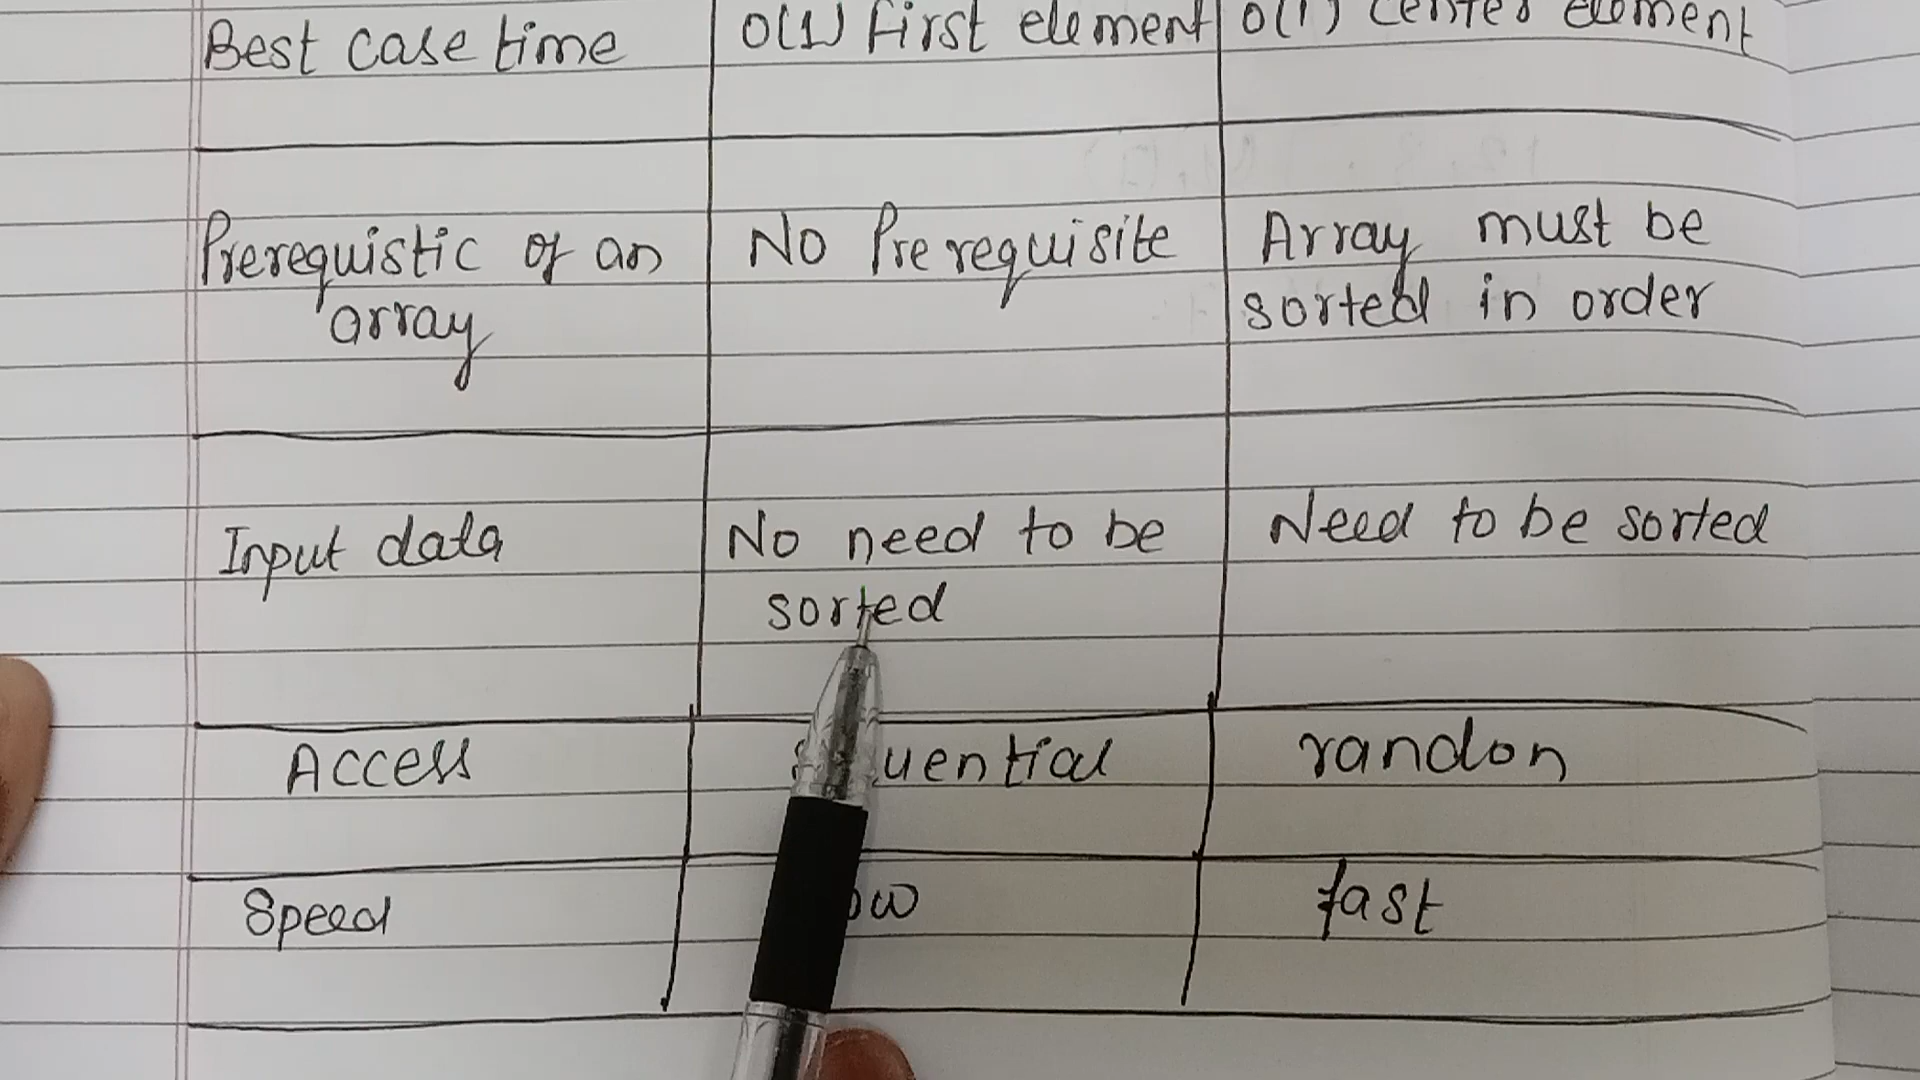 Best case time
O(1) first element
O(1) center element
Prerequistic of an
array
No Prerequisite
Array must be
sorted in order
Input data
No need to be
sorted
Need to be sorted
Access
randon
Speed
fast